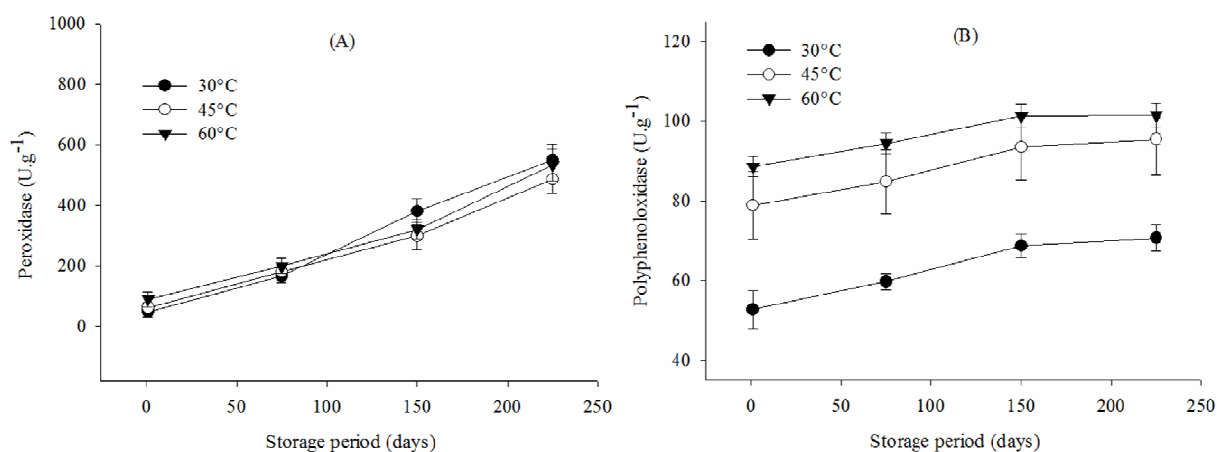 (A)
30°C
45°C
60°C
Peroxidase (U.g⁻¹)
1000
800
600
400
200
0
0 50 100 150 200 250
Storage period (days)
(B)
30°C
45°C
60°C
Polyphenoloxidase (U.g⁻¹)
120
100
80
60
40
0 50 100 150 200 250
Storage period (days)